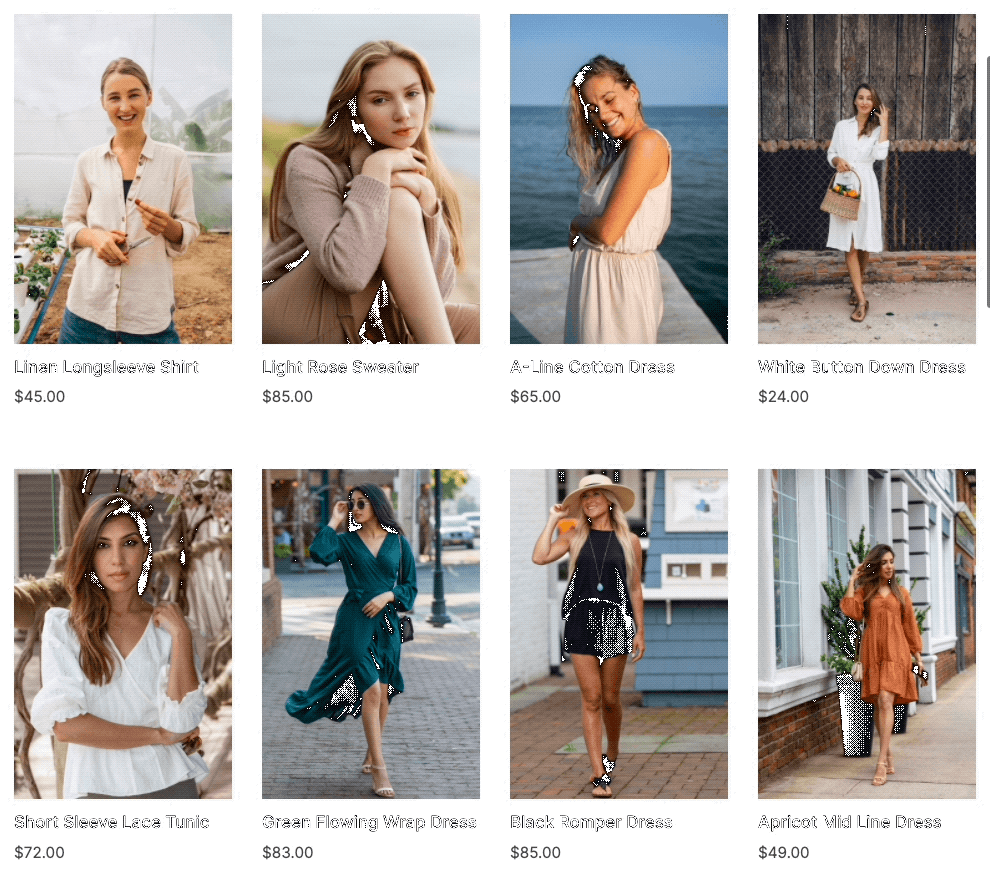 Linen Longsleeve Shirt
$45.00
Light Rose Sweater
$85.00
A-Line Cotton Dress
$65.00
White Button Down Dress
$24.00
Short Sleeve Lace Tunic
$72.00
Green Flowing Wrap Dress
$83.00
Black Romper Dress
$85.00
Apricot Mid Line Dress
$49.00